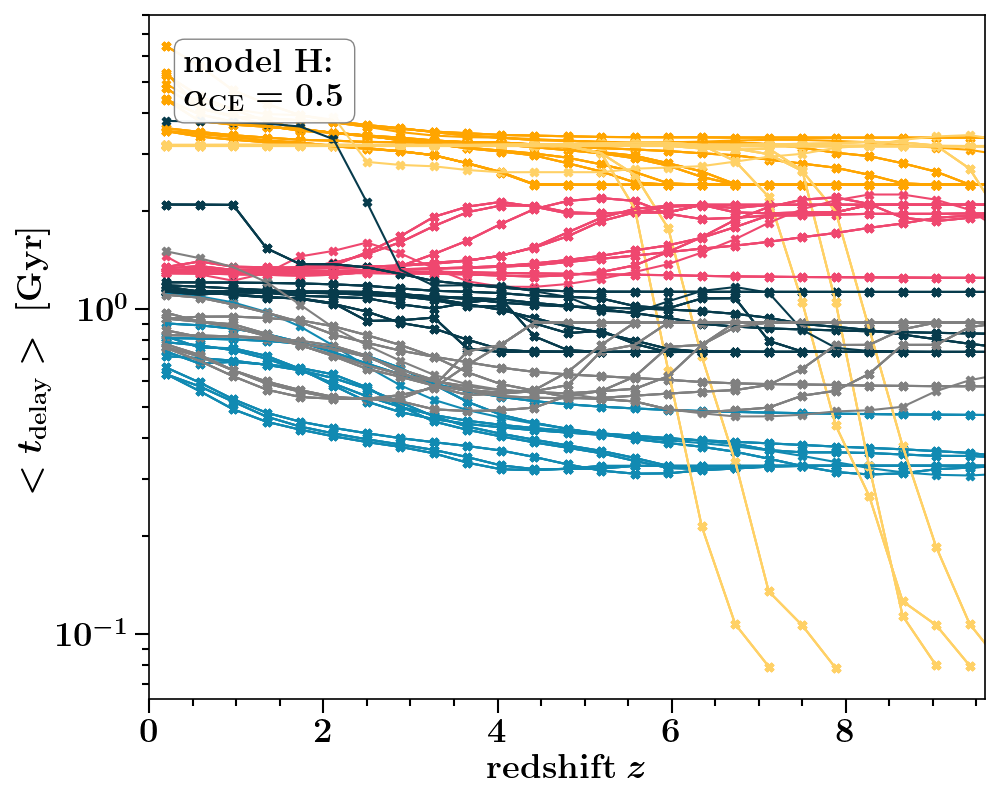 model H:
α_CE = 0.5
< t_delay > [Gyr]
10^0
10^−1
0 2 4 6 8
redshift z